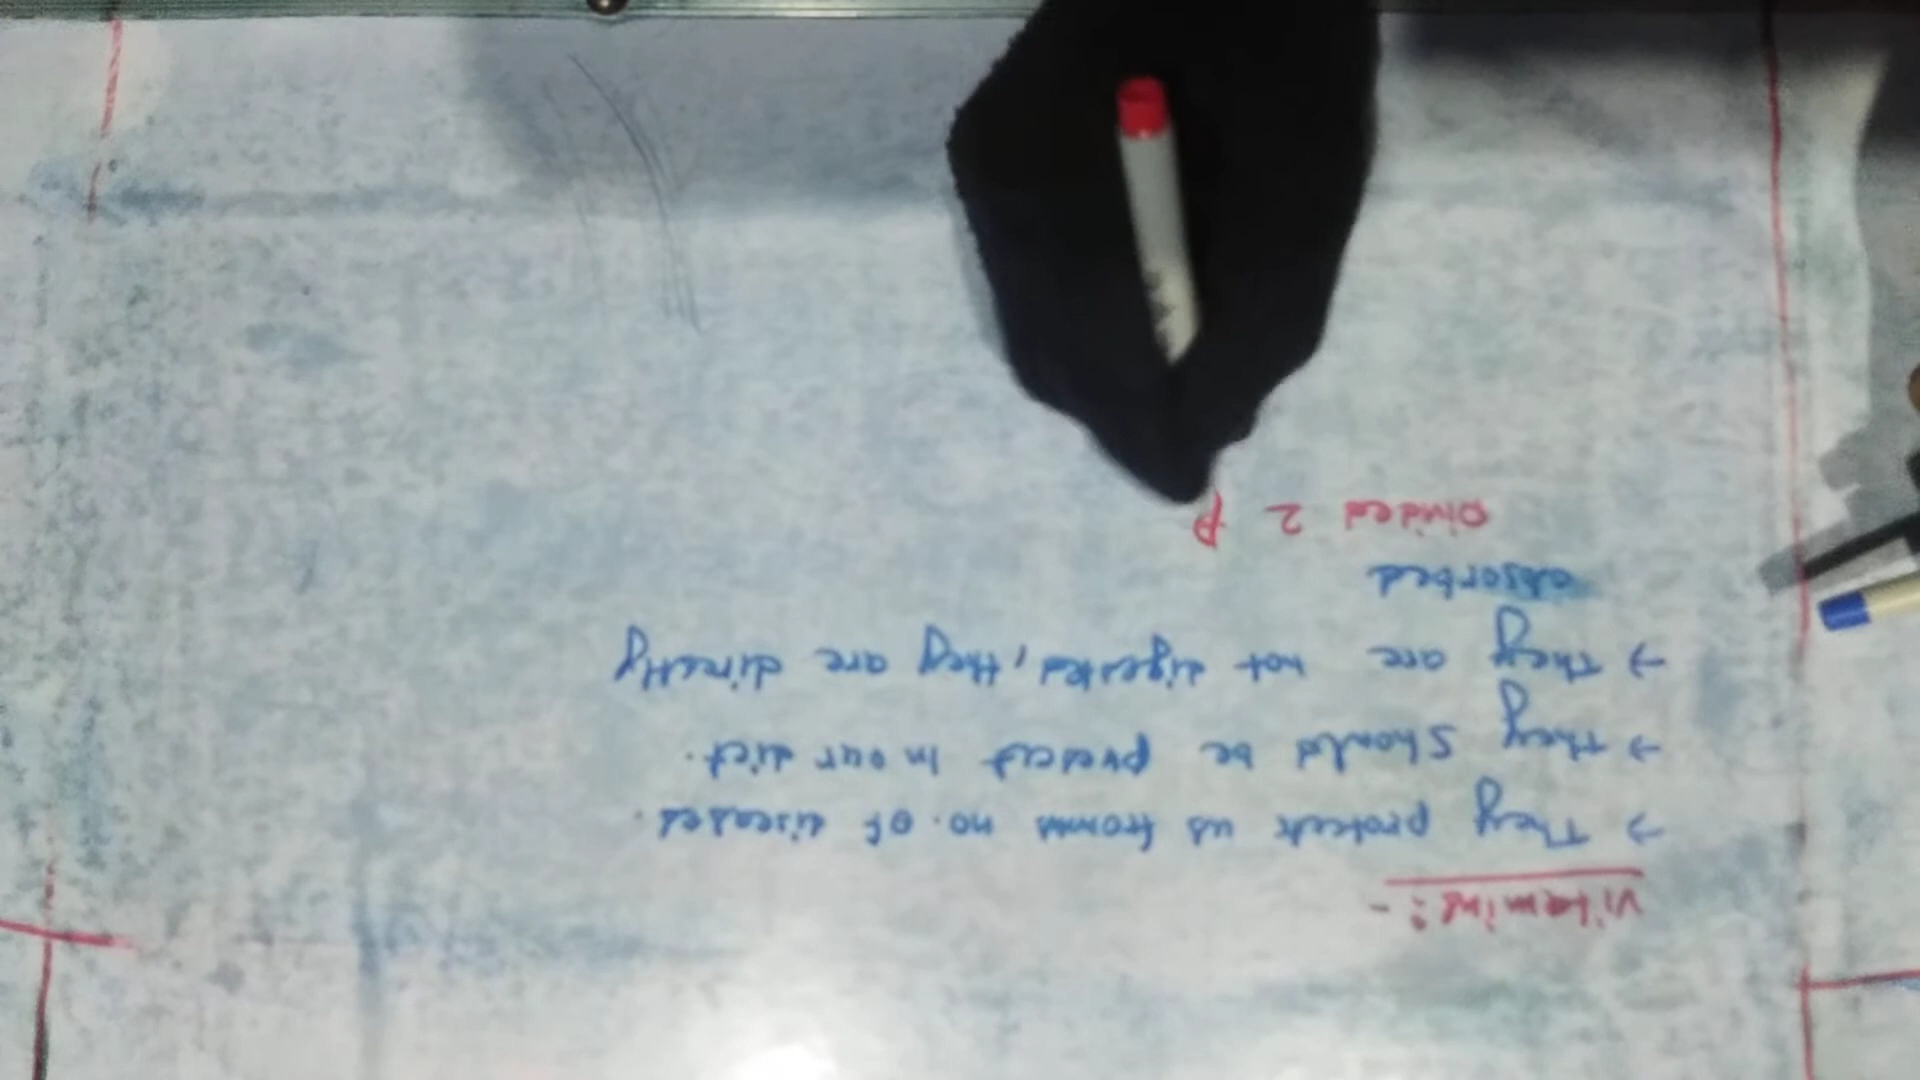 Vitamins:-
→ They protect us fromm no. of diseases.
→ they should be present in our diet.
→ they are not digested, they are directly
absorbed
Divided 2 p